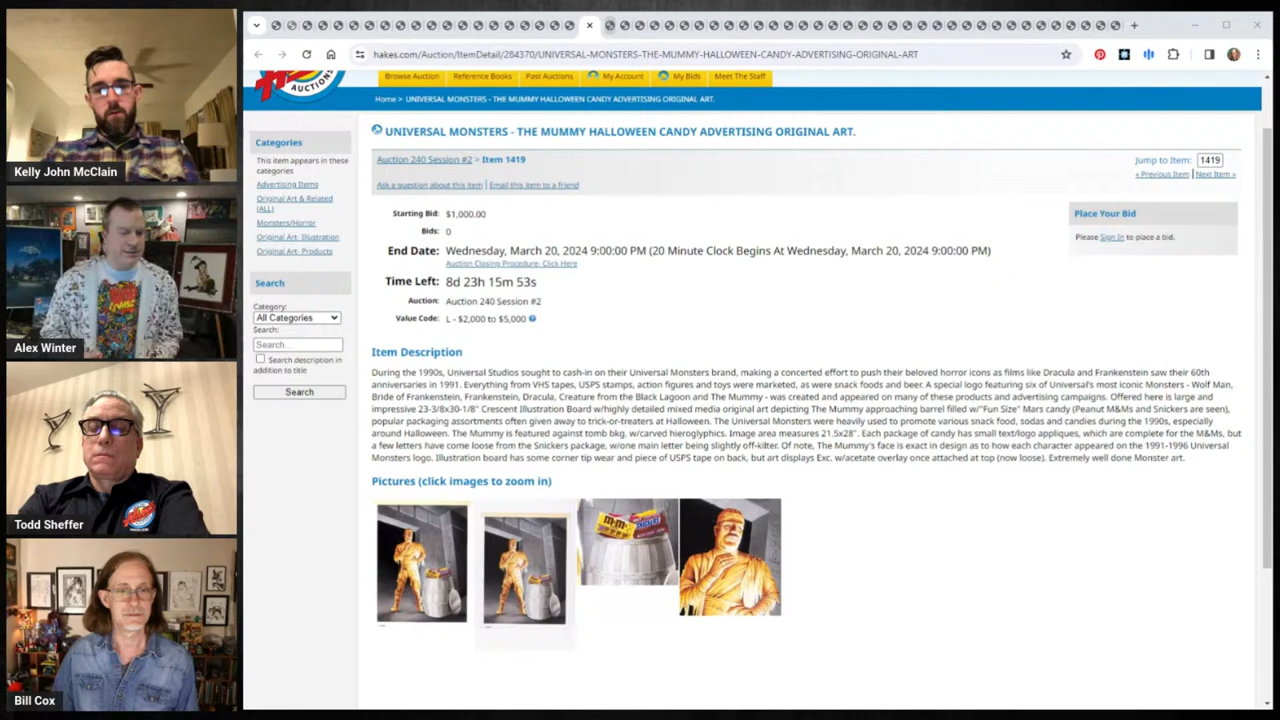 Kelly John McClain
Alex Winter
Todd Sheffer
Bill Cox
hakes.com/Auction/ItemDetail/284370/UNIVERSAL-MONSTERS-THE-MUMMY-HALLOWEEN-CANDY-ADVERTISING-ORIGINAL-ART
AUCTIONS
Browse Auction
Reference Books
Past Auctions
My Account
My Bids
Meet The Staff
Home > UNIVERSAL MONSTERS - THE MUMMY HALLOWEEN CANDY ADVERTISING ORIGINAL ART.
Categories
This item appears in these
categories
Advertising Items
Original Art & Related
(ALL)
Monsters/Horror
Original Art- Illustration
Original Art- Products
Search
Category:
All Categories
Search:
Search...
Search description in
addition to title
Search
UNIVERSAL MONSTERS - THE MUMMY HALLOWEEN CANDY ADVERTISING ORIGINAL ART.
Auction 240 Session #2 > Item 1419
Jump to Item: 1419
« Previous Item | Next Item »
Ask a question about this item | Email this item to a friend
Starting Bid: $1,000.00
Bids: 0
End Date: Wednesday, March 20, 2024 9:00:00 PM (20 Minute Clock Begins At Wednesday, March 20, 2024 9:00:00 PM)
Auction Closing Procedure- Click Here
Time Left: 8d 23h 15m 53s
Auction: Auction 240 Session #2
Value Code: L - $2,000 to $5,000
Place Your Bid
Please Sign In to place a bid.
Item Description
During the 1990s, Universal Studios sought to cash-in on their Universal Monsters brand, making a concerted effort to push their beloved horror icons as films like Dracula and Frankenstein saw their 60th
anniversaries in 1991. Everything from VHS tapes, USPS stamps, action figures and toys were marketed, as were snack foods and beer. A special logo featuring six of Universal's most iconic Monsters - Wolf Man,
Bride of Frankenstein, Frankenstein, Dracula, Creature from the Black Lagoon and The Mummy - was created and appeared on many of these products and advertising campaigns. Offered here is large and
impressive 23-3/8x30-1/8" Crescent Illustration Board w/highly detailed mixed media original art depicting The Mummy approaching barrel filled w/"Fun Size" Mars candy (Peanut M&Ms and Snickers are seen),
popular packaging assortments often given away to trick-or-treaters at Halloween. The Universal Monsters were heavily used to promote various snack food, sodas and candies during the 1990s, especially
around Halloween. The Mummy is featured against tomb bkg. w/carved hieroglyphics. Image area measures 21.5x28". Each package of candy has small text/logo appliques, which are complete for the M&Ms, but
a few letters have come loose from the Snickers package, w/one main letter being slightly off-kilter. Of note, The Mummy's face is exact in design as to how each character appeared on the 1991-1996 Universal
Monsters logo. Illustration board has some corner tip wear and piece of USPS tape on back, but art displays Exc. w/acetate overlay once attached at top (now loose). Extremely well done Monster art.
Pictures (click images to zoom in)
m&m's